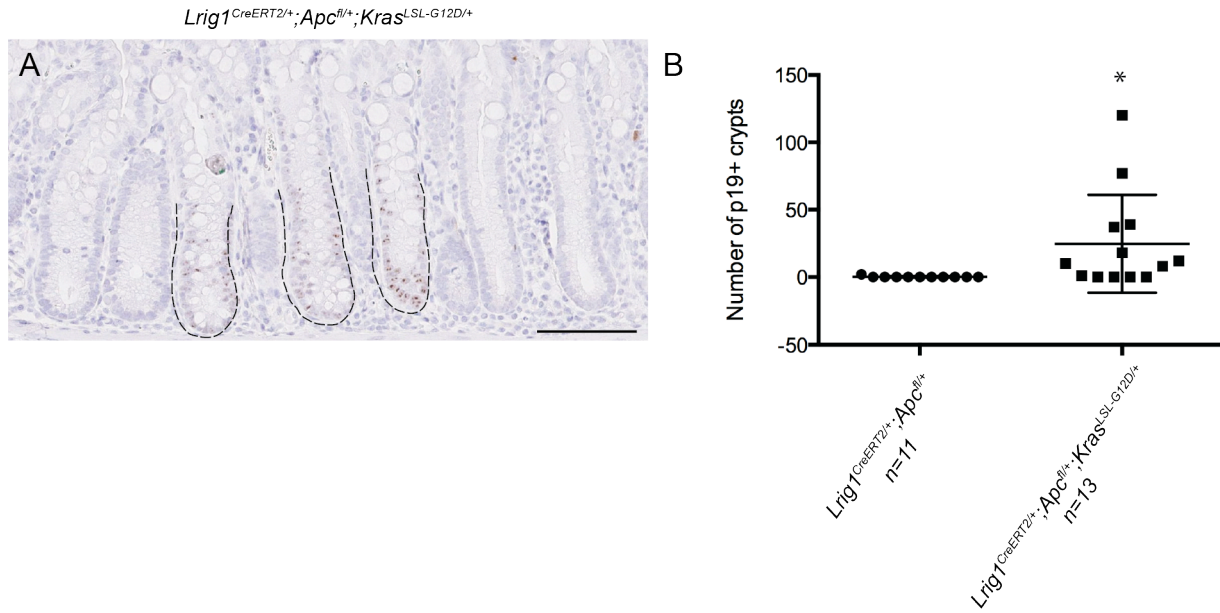 Lrig1CreERT2/+;Apcfl/+;KrasLSL-G12D/+
A
B
*
150
100
50
0
-50
Number of p19+ crypts
Lrig1CreERT2/+;Apcfl/+
n=11
Lrig1CreERT2/+;Apcfl/+;KrasLSL-G12D/+
n=13